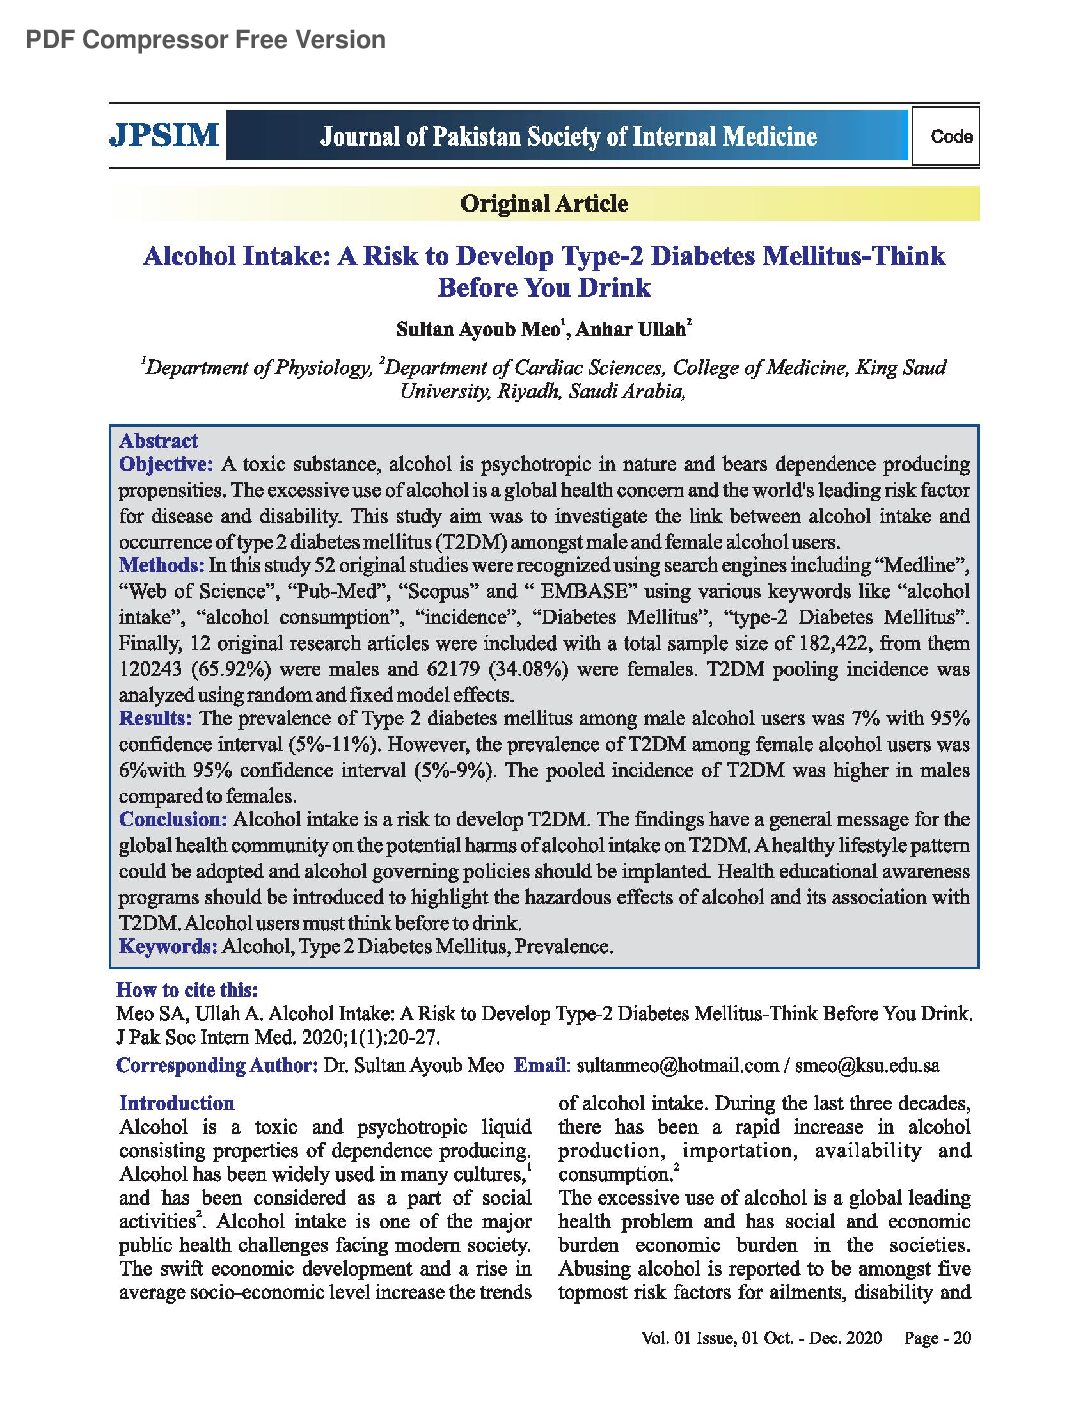 PDF Compressor Free Version
JPSIM
Journal of Pakistan Society of Internal Medicine
Code
Original Article
Alcohol Intake: A Risk to Develop Type-2 Diabetes Mellitus-Think
Before You Drink
Sultan Ayoub Meo¹, Anhar Ullah²
¹Department of Physiology, ²Department of Cardiac Sciences, College of Medicine, King Saud
University, Riyadh, Saudi Arabia,
Abstract
Objective: A toxic substance, alcohol is psychotropic in nature and bears dependence producing
propensities. The excessive use of alcohol is a global health concern and the world's leading risk factor
for disease and disability. This study aim was to investigate the link between alcohol intake and
occurrence of type 2 diabetes mellitus (T2DM) amongst male and female alcohol users.
Methods: In this study 52 original studies were recognized using search engines including “Medline”,
“Web of Science”, “Pub-Med”, “Scopus” and “ EMBASE” using various keywords like “alcohol
intake”, “alcohol consumption”, “incidence”, “Diabetes Mellitus”, “type-2 Diabetes Mellitus”.
Finally, 12 original research articles were included with a total sample size of 182,422, from them
120243 (65.92%) were males and 62179 (34.08%) were females. T2DM pooling incidence was
analyzed using random and fixed model effects.
Results: The prevalence of Type 2 diabetes mellitus among male alcohol users was 7% with 95%
confidence interval (5%-11%). However, the prevalence of T2DM among female alcohol users was
6%with 95% confidence interval (5%-9%). The pooled incidence of T2DM was higher in males
compared to females.
Conclusion: Alcohol intake is a risk to develop T2DM. The findings have a general message for the
global health community on the potential harms of alcohol intake on T2DM. A healthy lifestyle pattern
could be adopted and alcohol governing policies should be implanted. Health educational awareness
programs should be introduced to highlight the hazardous effects of alcohol and its association with
T2DM. Alcohol users must think before to drink.
Keywords: Alcohol, Type 2 Diabetes Mellitus, Prevalence.
How to cite this:
Meo SA, Ullah A. Alcohol Intake: A Risk to Develop Type-2 Diabetes Mellitus-Think Before You Drink.
J Pak Soc Intern Med. 2020;1(1):20-27.
Corresponding Author: Dr. Sultan Ayoub Meo Email: sultanmeo@hotmail.com / smeo@ksu.edu.sa
Introduction
Alcohol is a toxic and psychotropic liquid
consisting properties of dependence producing.
Alcohol has been widely used in many cultures,¹
and has been considered as a part of social
activities². Alcohol intake is one of the major
public health challenges facing modern society.
The swift economic development and a rise in
average socio-economic level increase the trends
of alcohol intake. During the last three decades,
there has been a rapid increase in alcohol
production, importation, availability and
consumption.²
The excessive use of alcohol is a global leading
health problem and has social and economic
burden economic burden in the societies.
Abusing alcohol is reported to be amongst five
topmost risk factors for ailments, disability and
Vol. 01 Issue, 01 Oct. - Dec. 2020 Page - 20